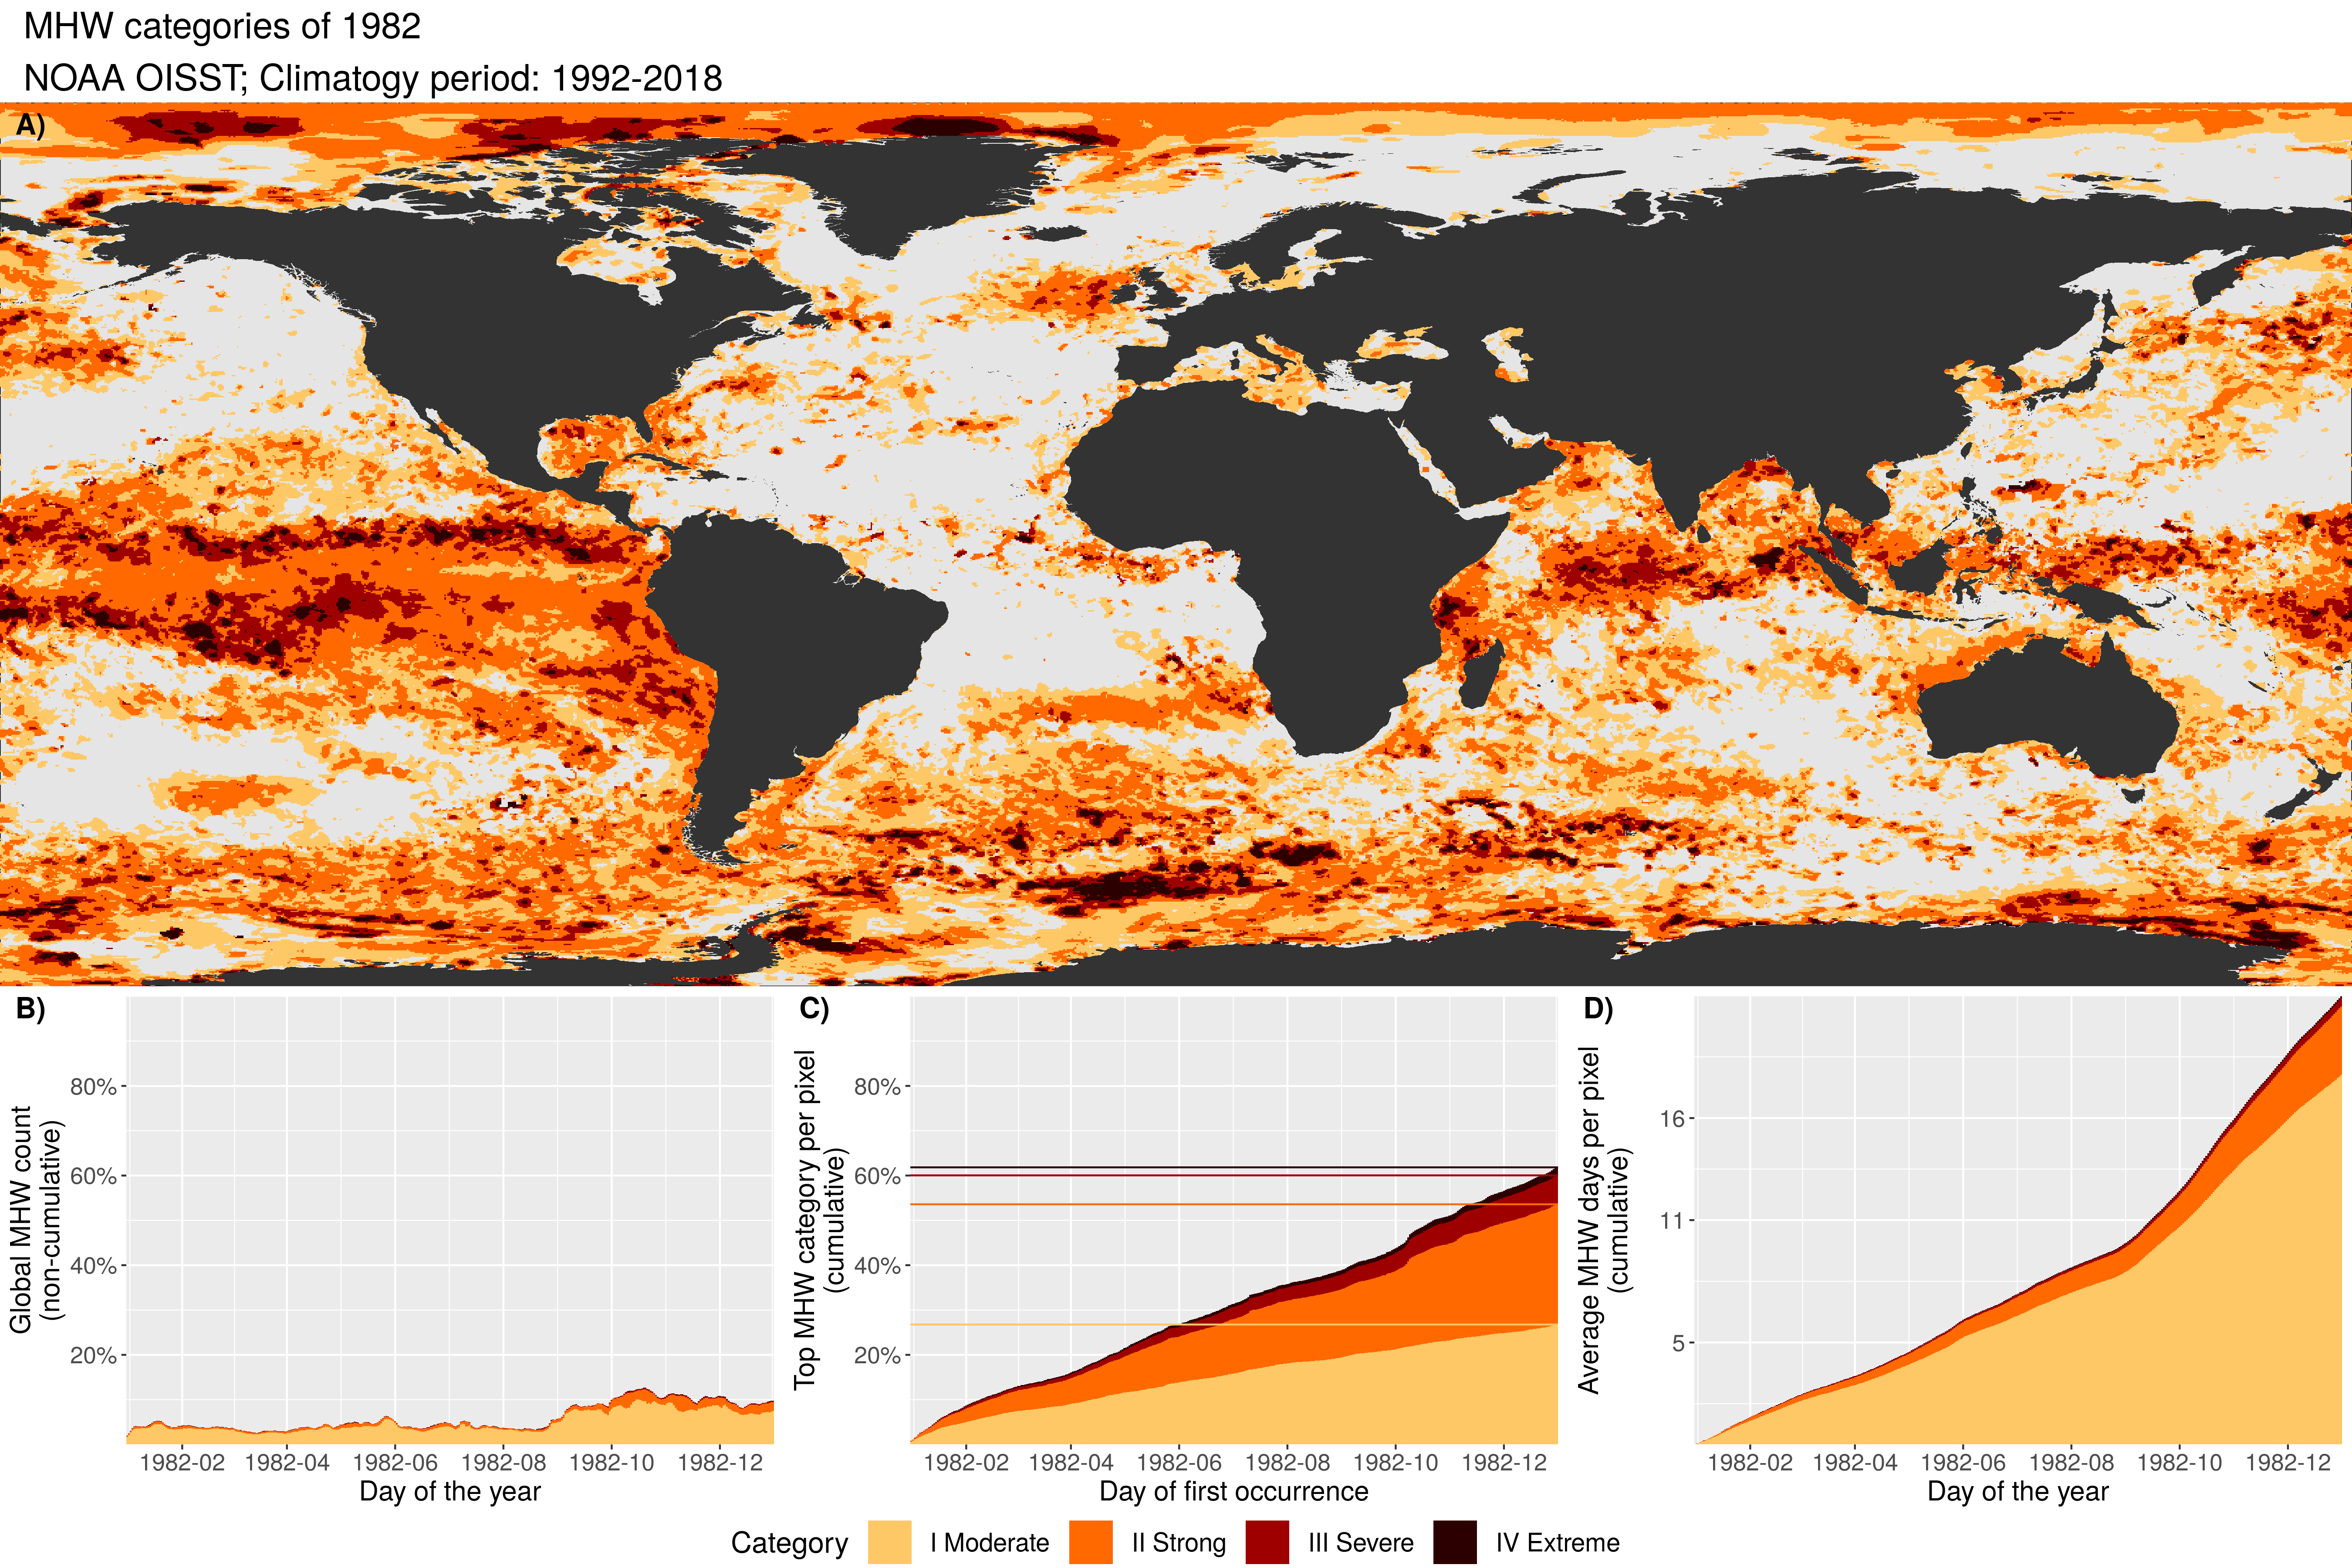 MHW categories of 1982
NOAA OISST; Climatogy period: 1992-2018
A)
B)
Global MHW count
(non-cumulative)
80%
60%
40%
20%
1982-02 1982-04 1982-06 1982-08 1982-10 1982-12
Day of the year
C)
Top MHW category per pixel
(cumulative)
80%
60%
40%
20%
1982-02 1982-04 1982-06 1982-08 1982-10 1982-12
Day of first occurrence
D)
Average MHW days per pixel
(cumulative)
16
11
5
1982-02 1982-04 1982-06 1982-08 1982-10 1982-12
Day of the year
Category I Moderate II Strong III Severe IV Extreme